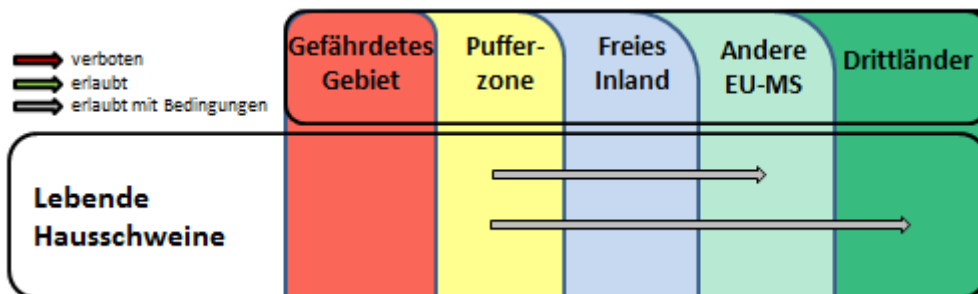 verboten
erlaubt
erlaubt mit Bedingungen
Gefährdetes
Gebiet
Puffer-
zone
Freies
Inland
Andere
EU-MS
Drittländer
Lebende
Hausschweine